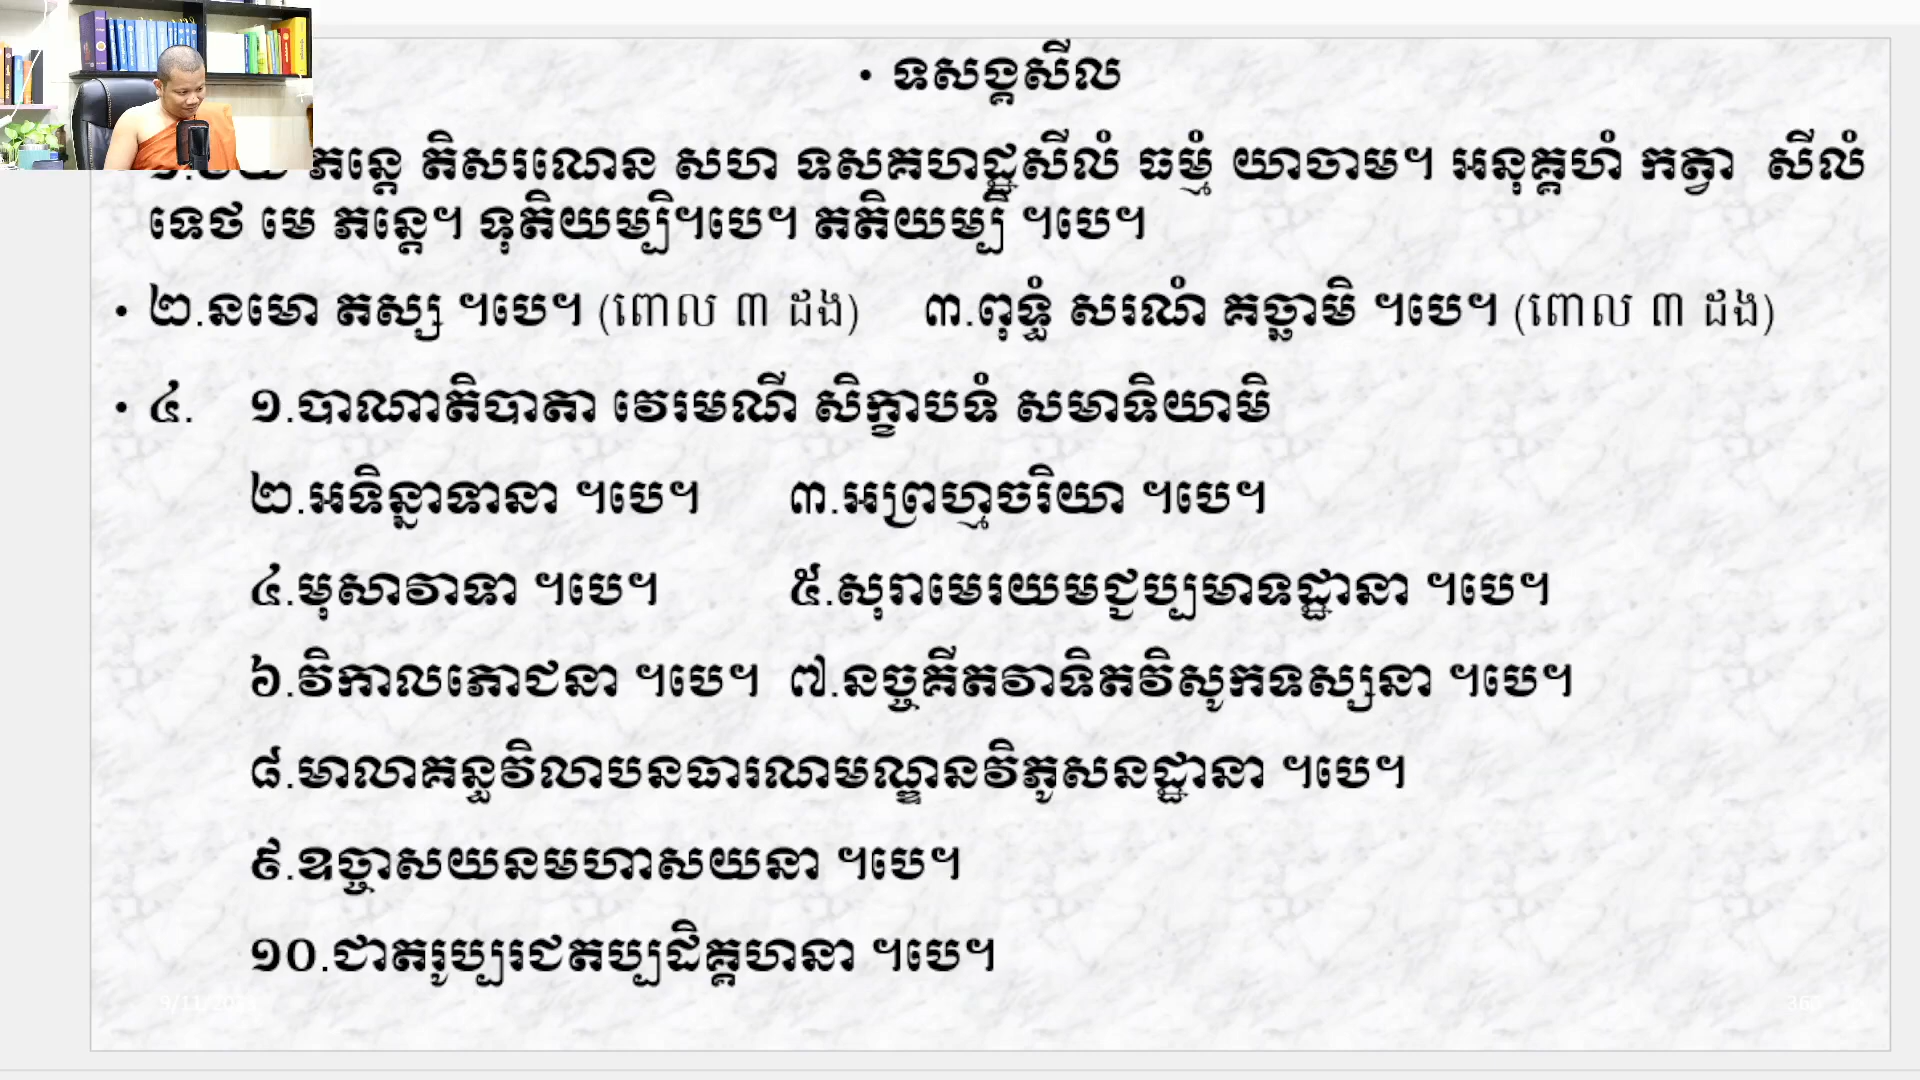 • ទសង្គសីល
ភន្តេ តិសរណេន សហ ទសគហដ្ឋសីលំ ធម្មំ យាចាម។ អនុគ្គហំ កត្វា សីលំ
ទេថ មេ ភន្តេ។ ទុតិយម្បិ។បេ។ តតិយម្បិ ។បេ។
• ២.នមោ តស្ស ។បេ។ (ពោល ៣ ដង) ៣.ពុទ្ធំ សរណំ គច្ឆាមិ ។បេ។ (ពោល ៣ ដង)
• ៤. ១.បាណាតិបាតា វេរមណី សិក្ខាបទំ សមាទិយាមិ
២.អទិន្នាទានា ។បេ។ ៣.អព្រហ្មចរិយា ។បេ។
៤.មុសាវាទា ។បេ។ ៥.សុរាមេរយមជ្ជប្បមាទដ្ឋានា ។បេ។
៦.វិកាលភោជនា ។បេ។ ៧.នច្ចគីតវាទិតវិសូកទស្សនា ។បេ។
៨.មាលាគន្ធវិលាបនធារណមណ្ឌនវិភូសនដ្ឋានា ។បេ។
៩.ឧច្ចាសយនមហាសយនា ។បេ។
១០.ជាតរូប្បរជតប្បដិគ្គហនា ។បេ។